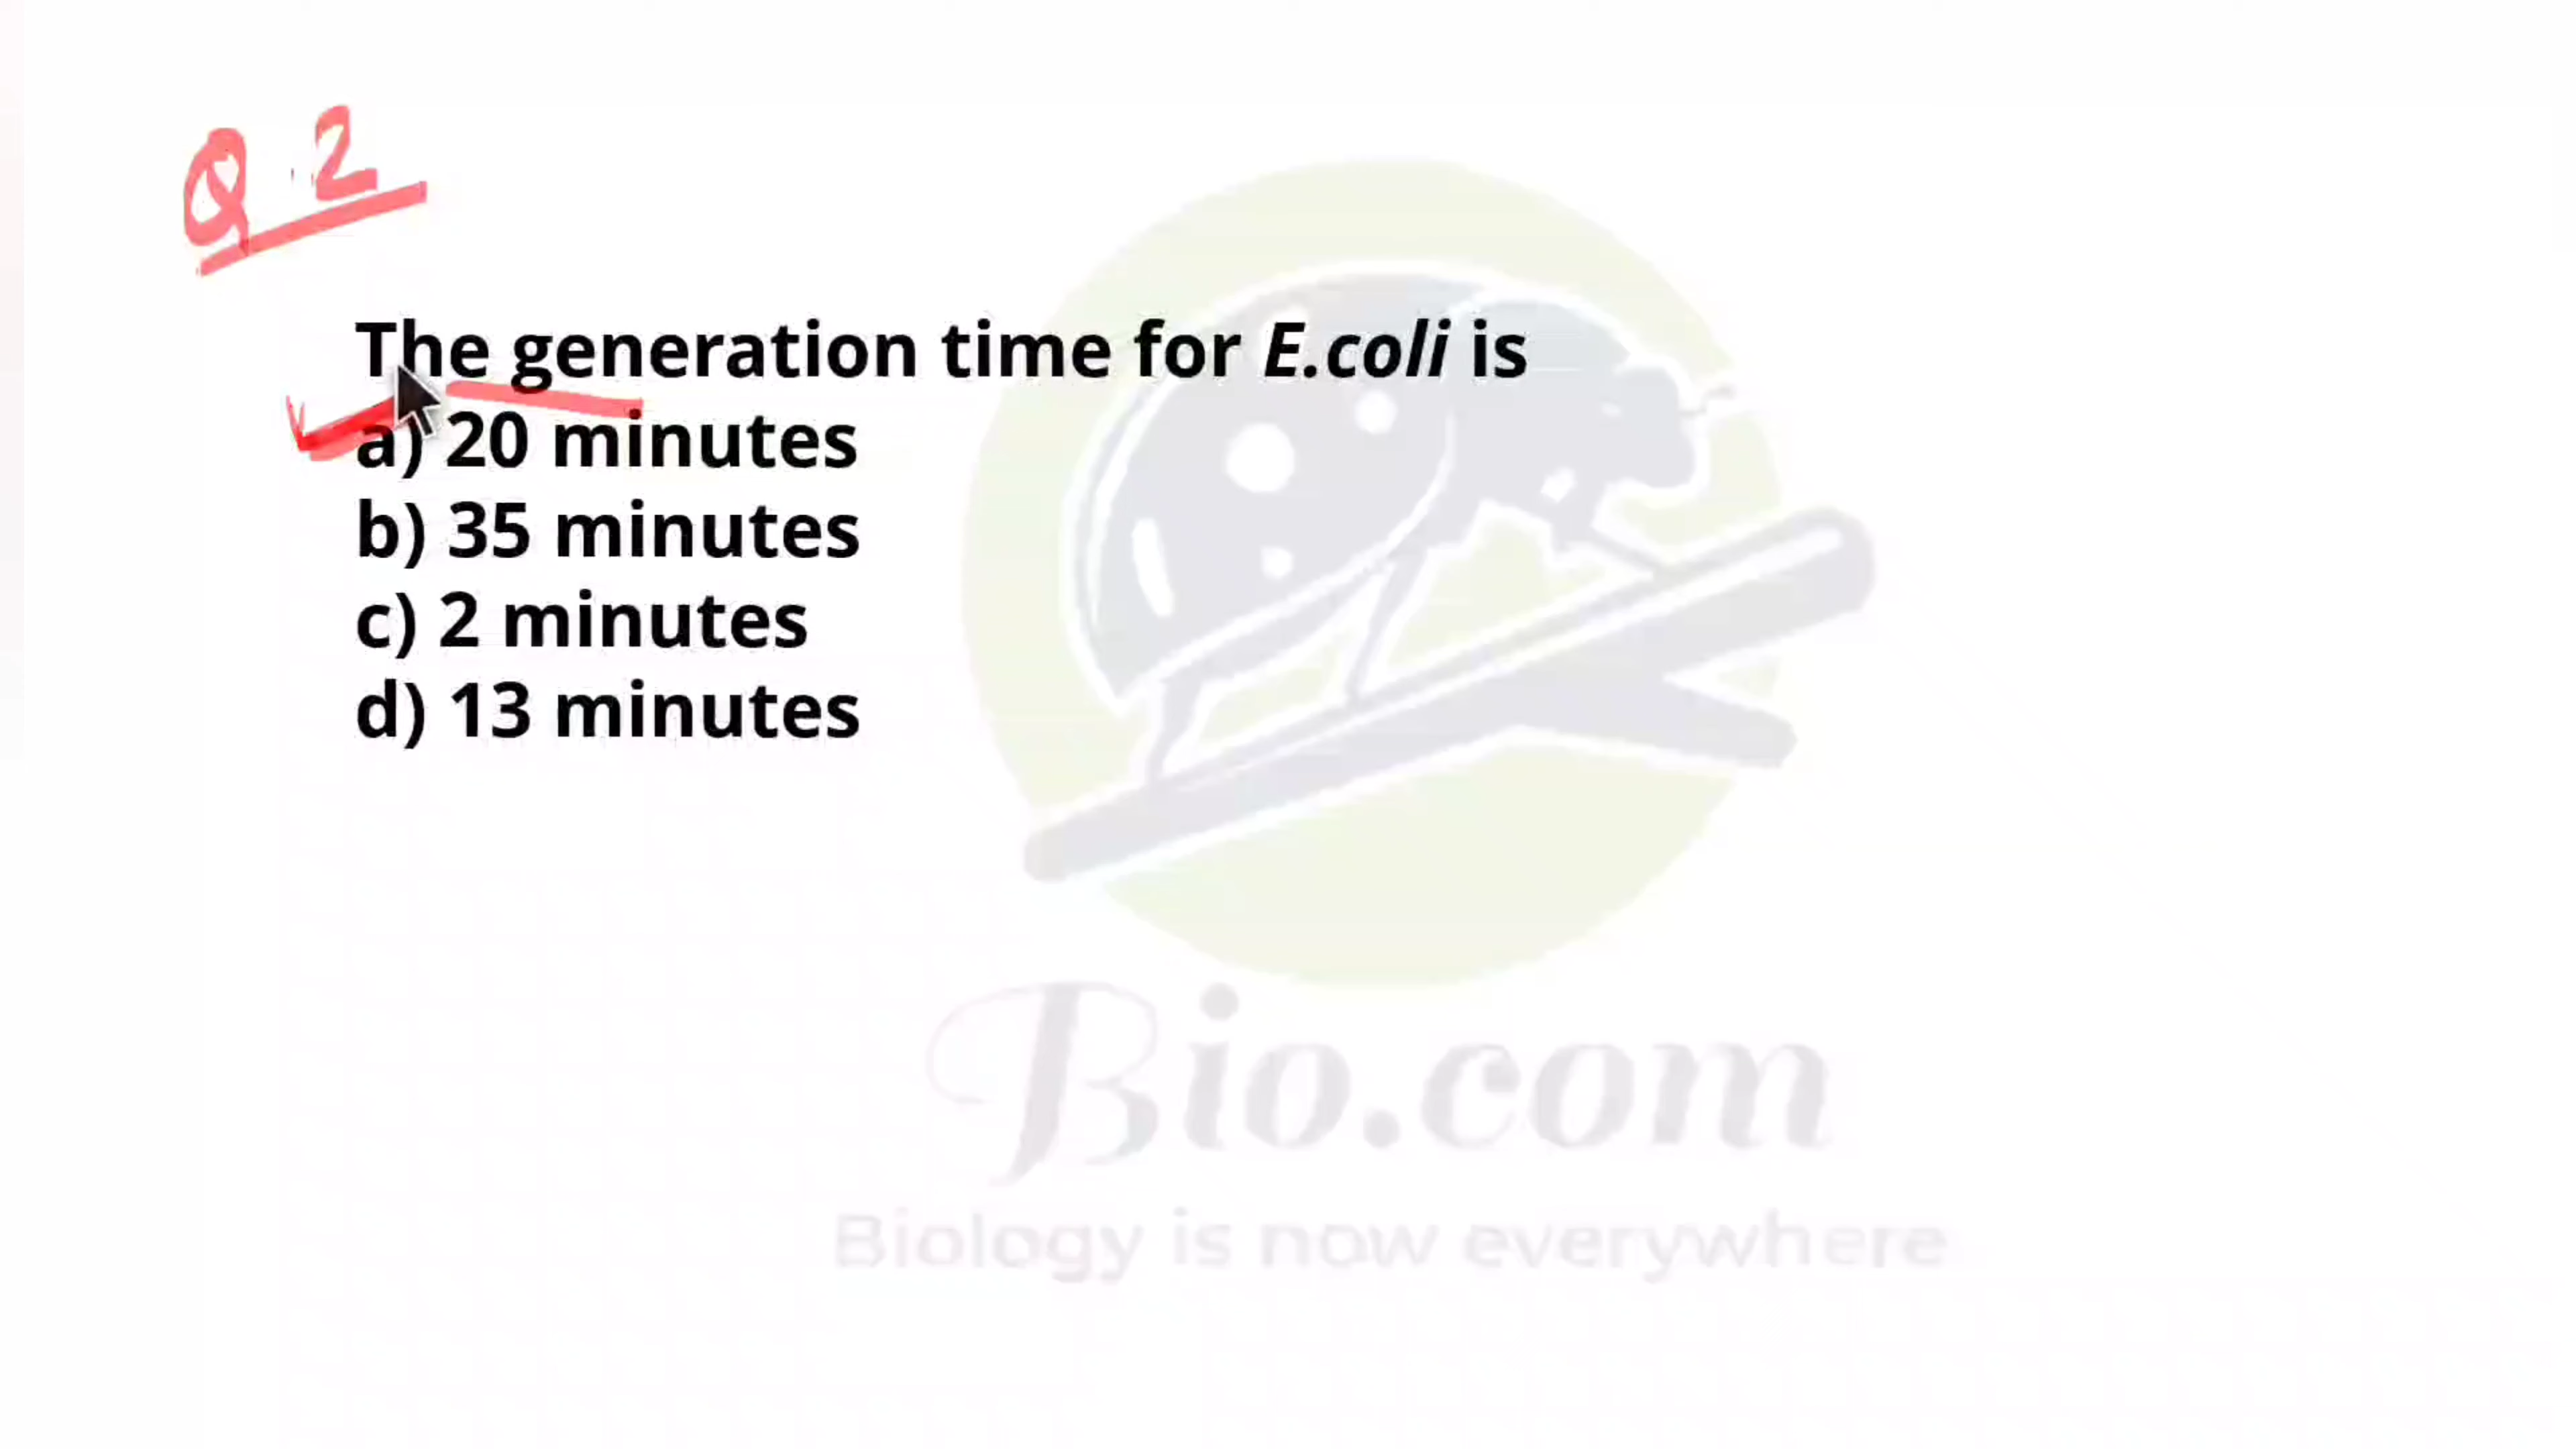 Q.2
The generation time for E.coli is
a) 20 minutes
b) 35 minutes
c) 2 minutes
d) 13 minutes
Bio.com
Biology is now everywhere